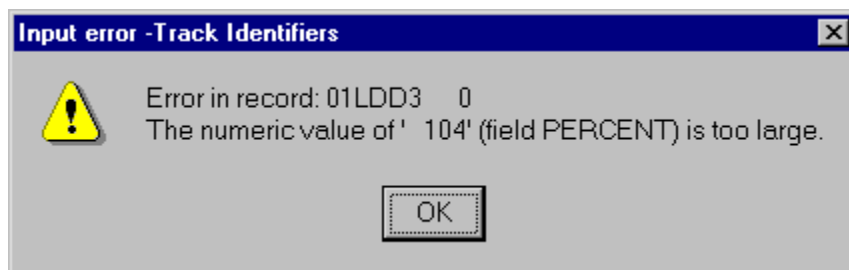 Input error -Track Identifiers
Error in record: 01LDD3    0
The numeric value of '  104' (field PERCENT) is too large.
OK